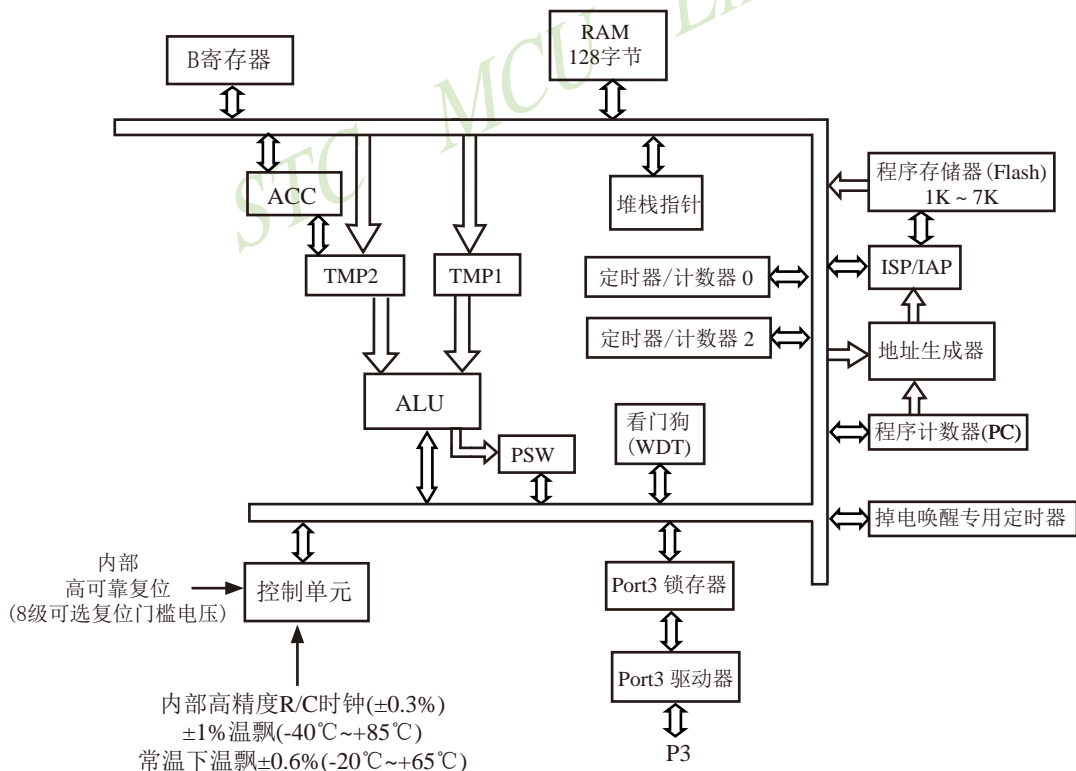 STC MCU
B寄存器
RAM
128字节
ACC
堆栈指针
程序存储器(Flash)
1K ~ 7K
TMP2
TMP1
定时器/计数器 0
ISP/IAP
定时器/计数器 2
地址生成器
ALU
看门狗
(WDT)
程序计数器(PC)
PSW
掉电唤醒专用定时器
内部
高可靠复位
(8级可选复位门槛电压)
控制单元
Port3 锁存器
Port3 驱动器
P3
内部高精度R/C时钟(±0.3%)
±1%温飘(-40℃~+85℃)
常温下温飘±0.6%(-20℃~+65℃)